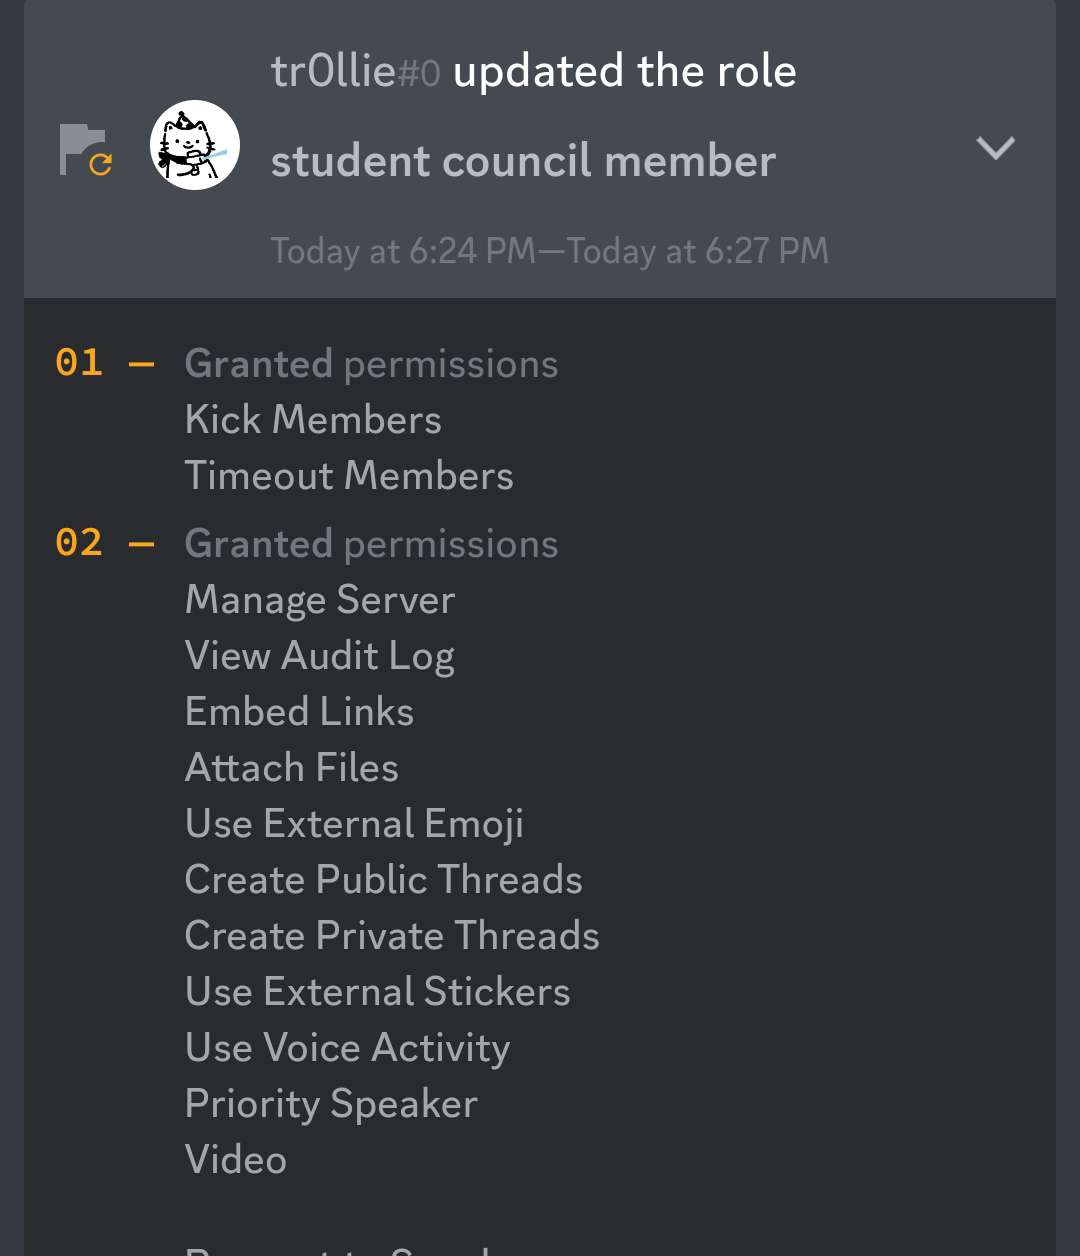 tr0llie#0 updated the role
student council member
Today at 6:24 PM—Today at 6:27 PM
01 — Granted permissions
Kick Members
Timeout Members
02 — Granted permissions
Manage Server
View Audit Log
Embed Links
Attach Files
Use External Emoji
Create Public Threads
Create Private Threads
Use External Stickers
Use Voice Activity
Priority Speaker
Video